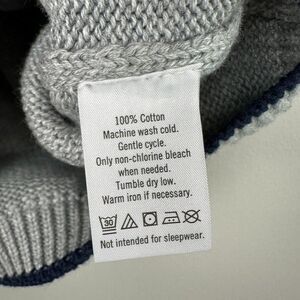 100% Cotton
Machine wash cold.
Gentle cycle.
Only non-chlorine bleach
when needed.
Tumble dry low.
Warm iron if necessary.
30
Not intended for sleepwear.